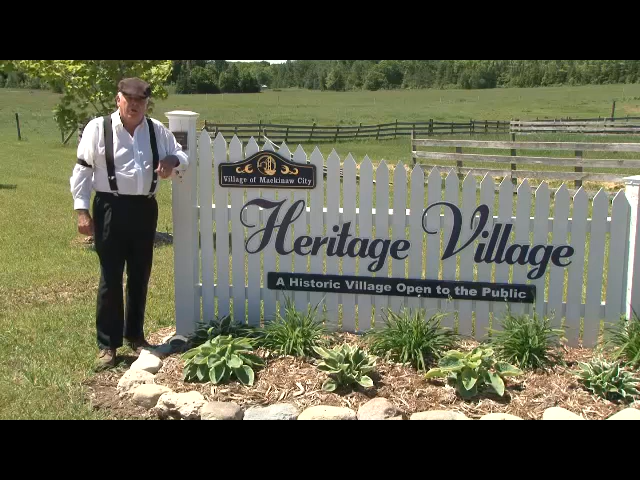 Village of Mackinaw City
Heritage Village
A Historic Village Open to the Public